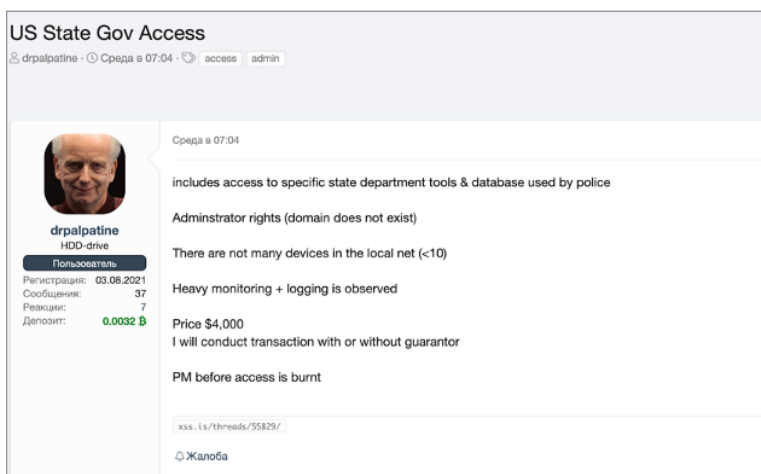 US State Gov Access
drpalpatine · Среда в 07:04 · access admin
Среда в 07:04
drpalpatine
HDD-drive
Пользователь
Регистрация: 03.08.2021
Сообщения: 37
Реакции: 7
Депозит: 0.0032 ₿
includes access to specific state department tools & database used by police
Adminstrator rights (domain does not exist)
There are not many devices in the local net (<10)
Heavy monitoring + logging is observed
Price $4,000
I will conduct transaction with or without guarantor
PM before access is burnt
xss.is/threads/55829/
Жалоба